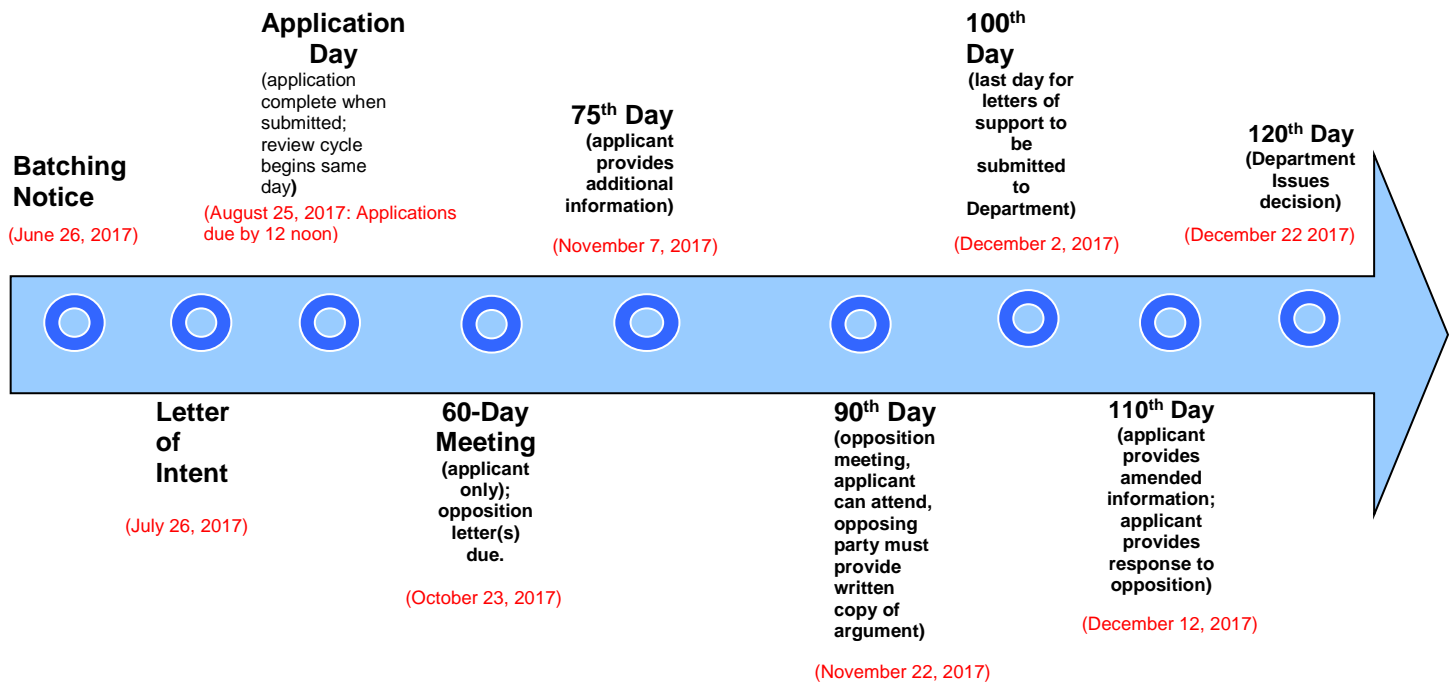 Batching
Notice
(June 26, 2017)
Letter
of
Intent
(July 26, 2017)
Application
Day
(application
complete when
submitted;
review cycle
begins same
day)
(August 25, 2017: Applications
due by 12 noon)
60-Day
Meeting
(applicant
only);
opposition
letter(s)
due.
(October 23, 2017)
75th Day
(applicant
provides
additional
information)
(November 7, 2017)
90th Day
(opposition
meeting,
applicant
can attend,
opposing
party must
provide
written
copy of
argument)
(November 22, 2017)
100th
Day
(last day for
letters of
support to
be
submitted
to
Department)
(December 2, 2017)
110th Day
(applicant
provides
amended
information;
applicant
provides
response to
opposition)
(December 12, 2017)
120th Day
(Department
Issues
decision)
(December 22 2017)